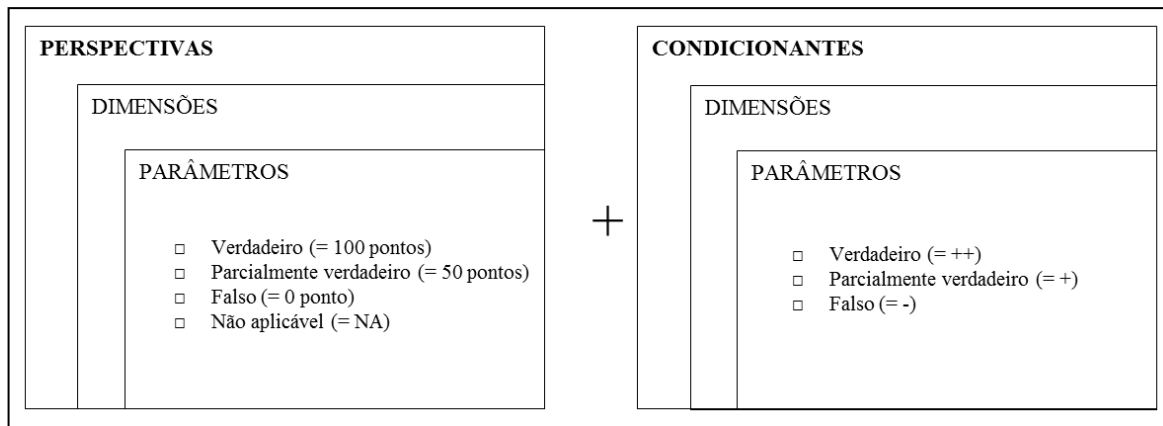 PERSPECTIVAS
DIMENSÕES
PARÂMETROS
□ Verdadeiro (= 100 pontos)
□ Parcialmente verdadeiro (= 50 pontos)
□ Falso (= 0 ponto)
□ Não aplicável (= NA)
+
CONDICIONANTES
DIMENSÕES
PARÂMETROS
□ Verdadeiro (= ++)
□ Parcialmente verdadeiro (= +)
□ Falso (= -)